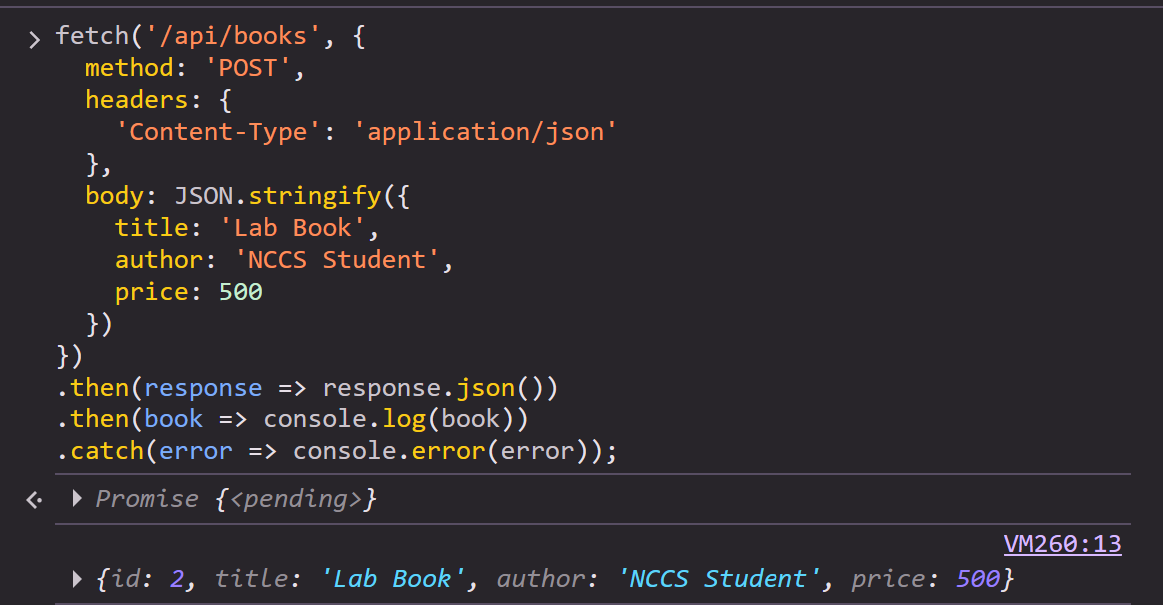 fetch('/api/books', {
method: 'POST',
headers: {
'Content-Type': 'application/json'
},
body: JSON.stringify({
title: 'Lab Book',
author: 'NCCS Student',
price: 500
})
})
.then(response => response.json())
.then(book => console.log(book))
.catch(error => console.error(error));
Promise {<pending>}
VM260:13
{id: 2, title: 'Lab Book', author: 'NCCS Student', price: 500}